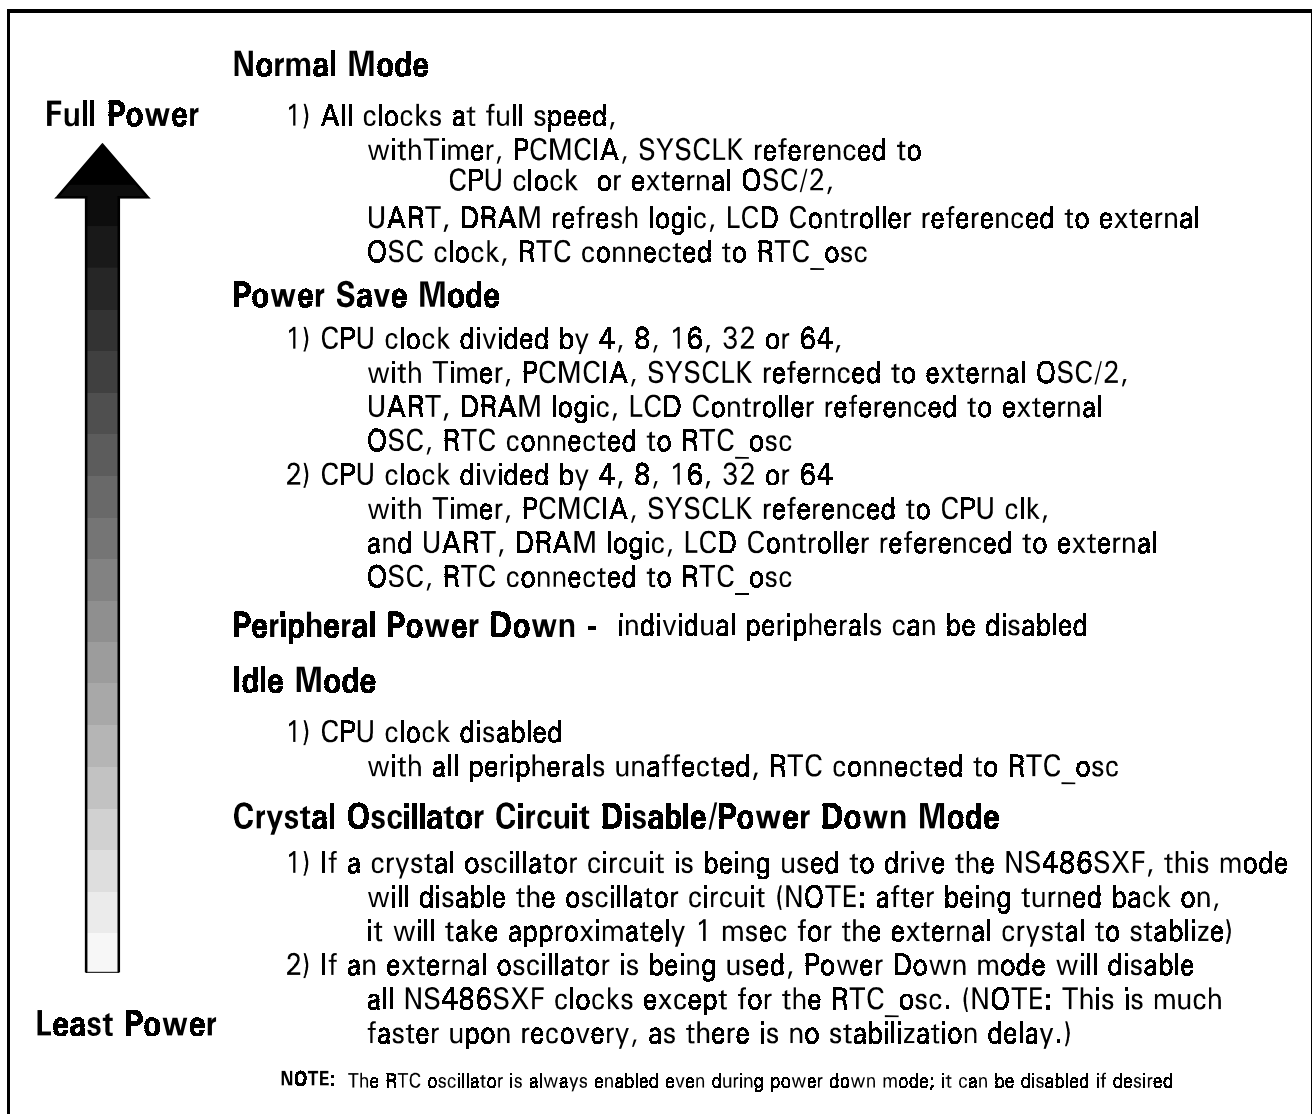 Normal Mode
Full Power
1) All clocks at full speed,
withTimer, PCMCIA, SYSCLK referenced to
CPU clock or external OSC/2,
UART, DRAM refresh logic, LCD Controller referenced to external
OSC clock, RTC connected to RTC_osc
Power Save Mode
1) CPU clock divided by 4, 8, 16, 32 or 64,
with Timer, PCMCIA, SYSCLK refernced to external OSC/2,
UART, DRAM logic, LCD Controller referenced to external
OSC, RTC connected to RTC_osc
2) CPU clock divided by 4, 8, 16, 32 or 64
with Timer, PCMCIA, SYSCLK referenced to CPU clk,
and UART, DRAM logic, LCD Controller referenced to external
OSC, RTC connected to RTC_osc
Peripheral Power Down - individual peripherals can be disabled
Idle Mode
1) CPU clock disabled
with all peripherals unaffected, RTC connected to RTC_osc
Crystal Oscillator Circuit Disable/Power Down Mode
1) If a crystal oscillator circuit is being used to drive the NS486SXF, this mode
will disable the oscillator circuit (NOTE: after being turned back on,
it will take approximately 1 msec for the external crystal to stablize)
2) If an external oscillator is being used, Power Down mode will disable
all NS486SXF clocks except for the RTC_osc. (NOTE: This is much
faster upon recovery, as there is no stabilization delay.)
Least Power
NOTE: The RTC oscillator is always enabled even during power down mode; it can be disabled if desired